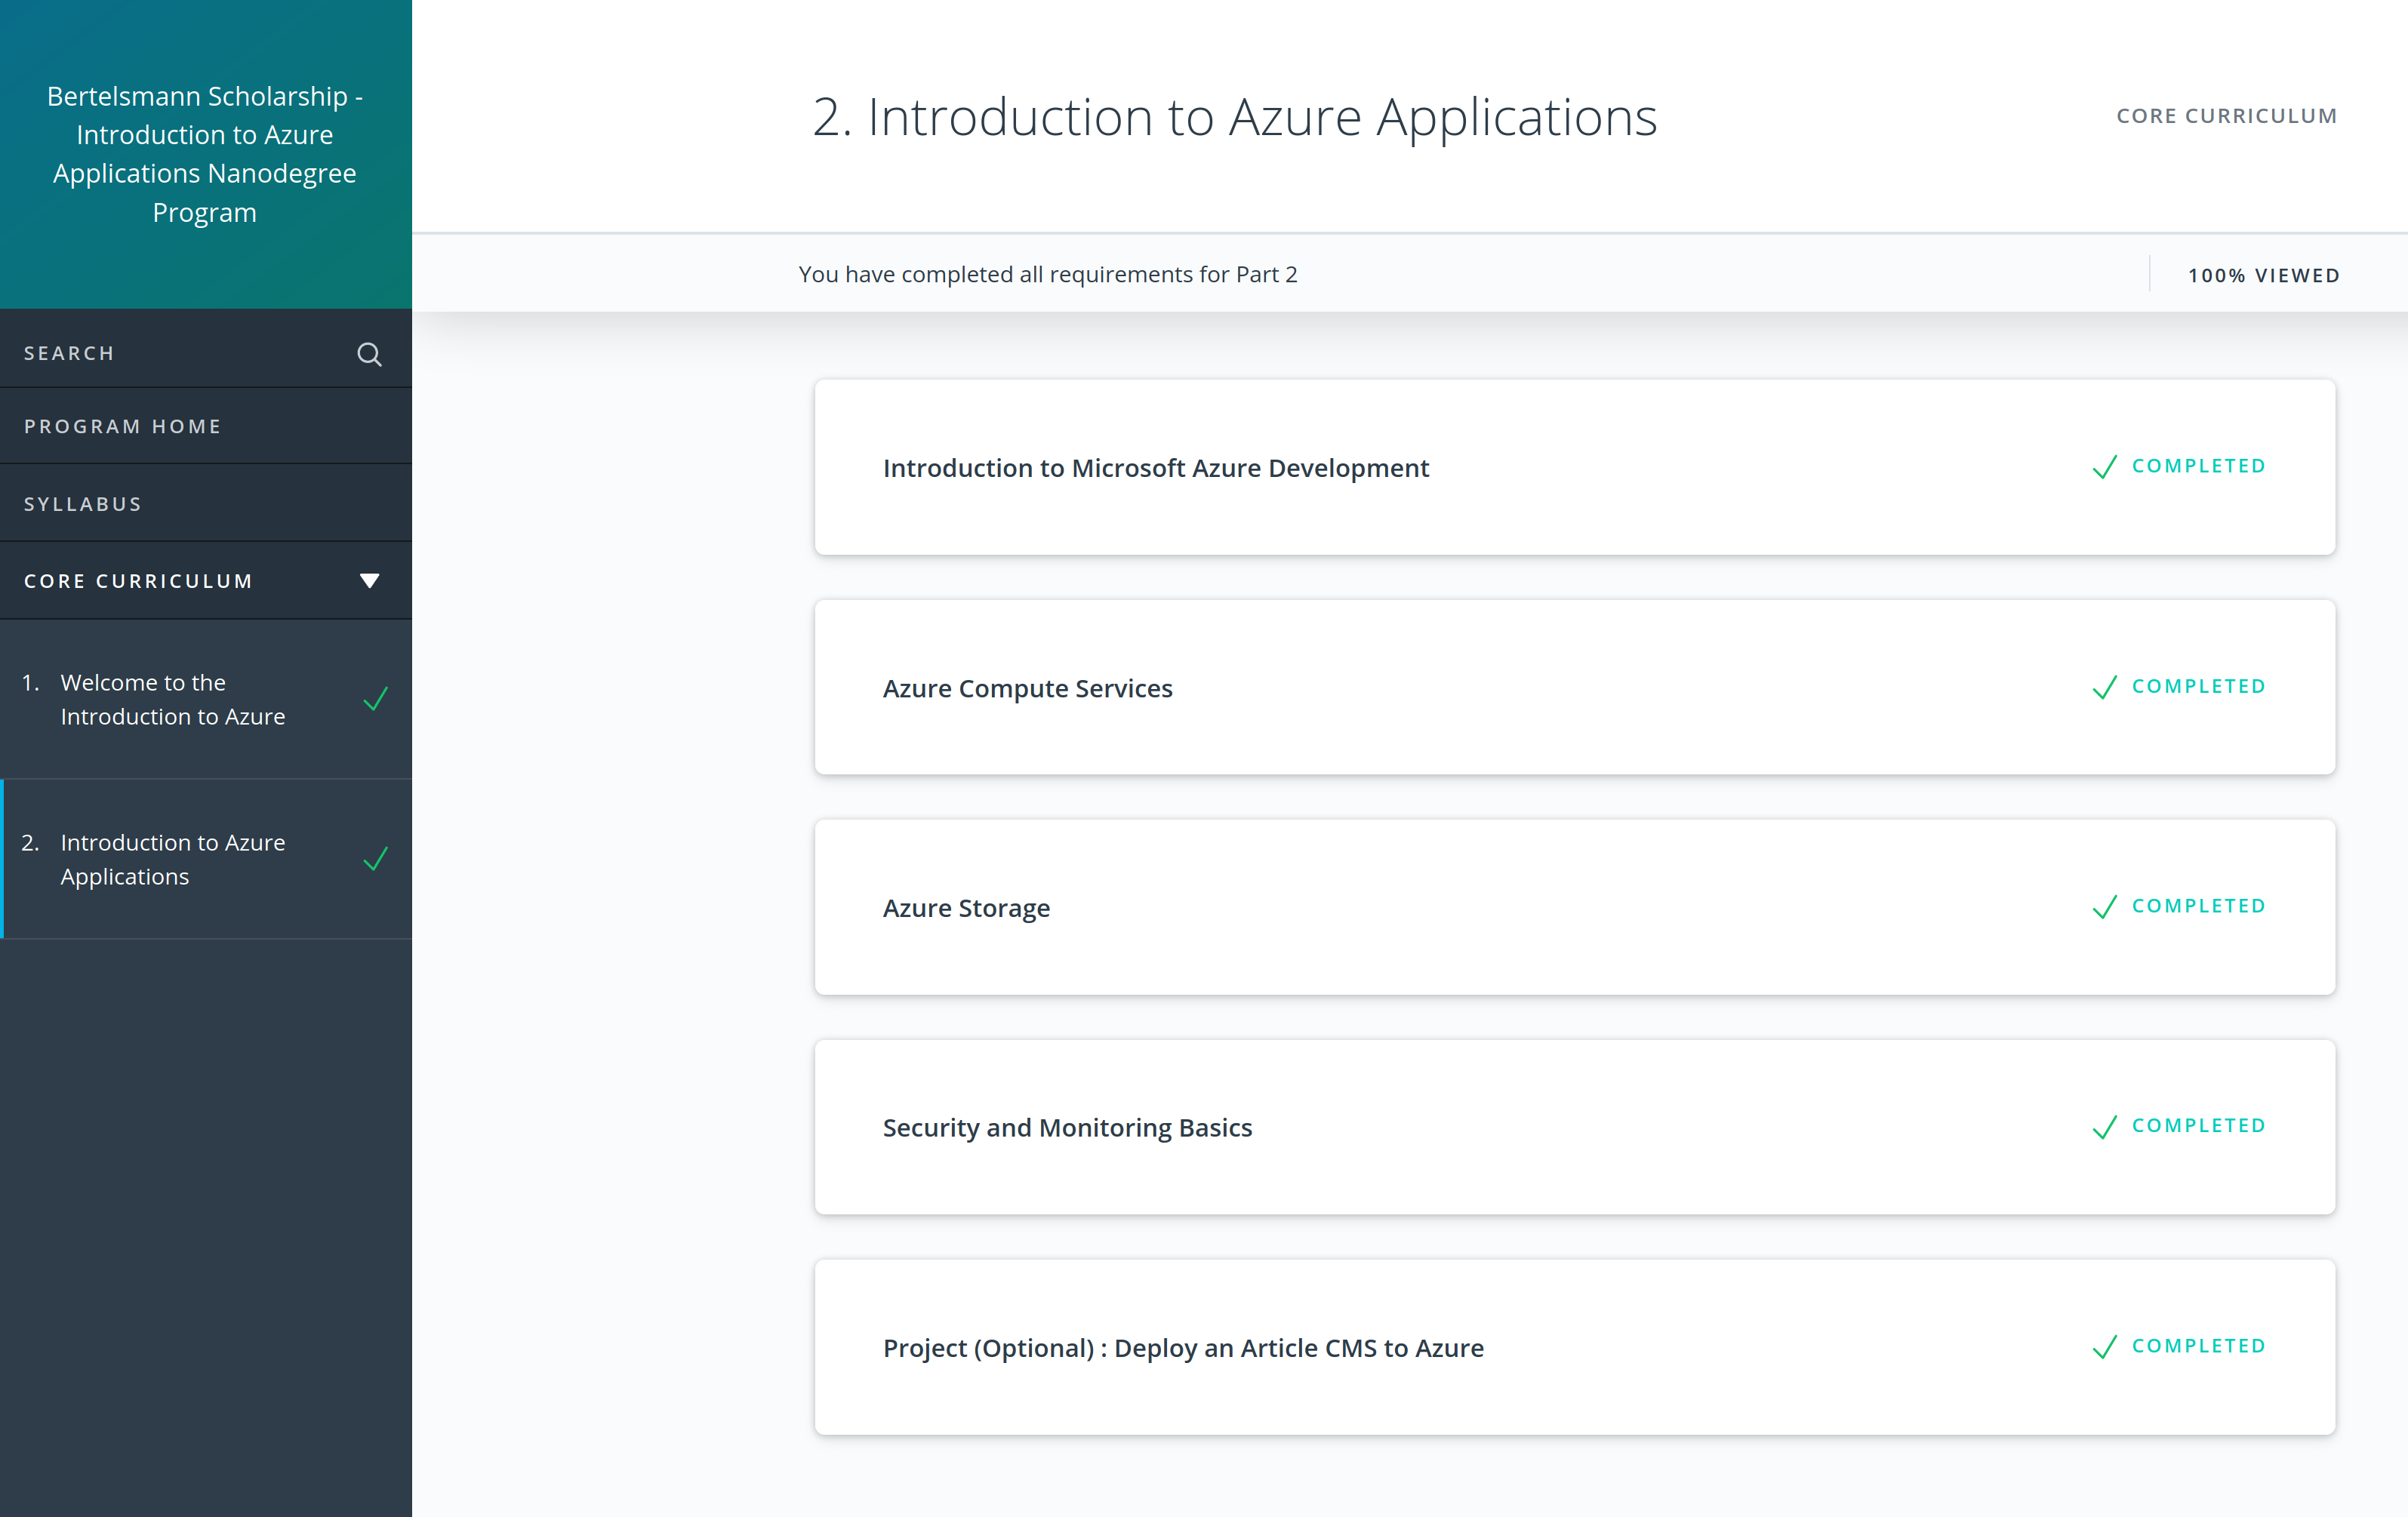 Bertelsmann Scholarship -
Introduction to Azure
Applications Nanodegree
Program
SEARCH
PROGRAM HOME
SYLLABUS
CORE CURRICULUM
1. Welcome to the
Introduction to Azure
2. Introduction to Azure
Applications
2. Introduction to Azure Applications
CORE CURRICULUM
You have completed all requirements for Part 2
100% VIEWED
Introduction to Microsoft Azure Development
COMPLETED
Azure Compute Services
COMPLETED
Azure Storage
COMPLETED
Security and Monitoring Basics
COMPLETED
Project (Optional) : Deploy an Article CMS to Azure
COMPLETED